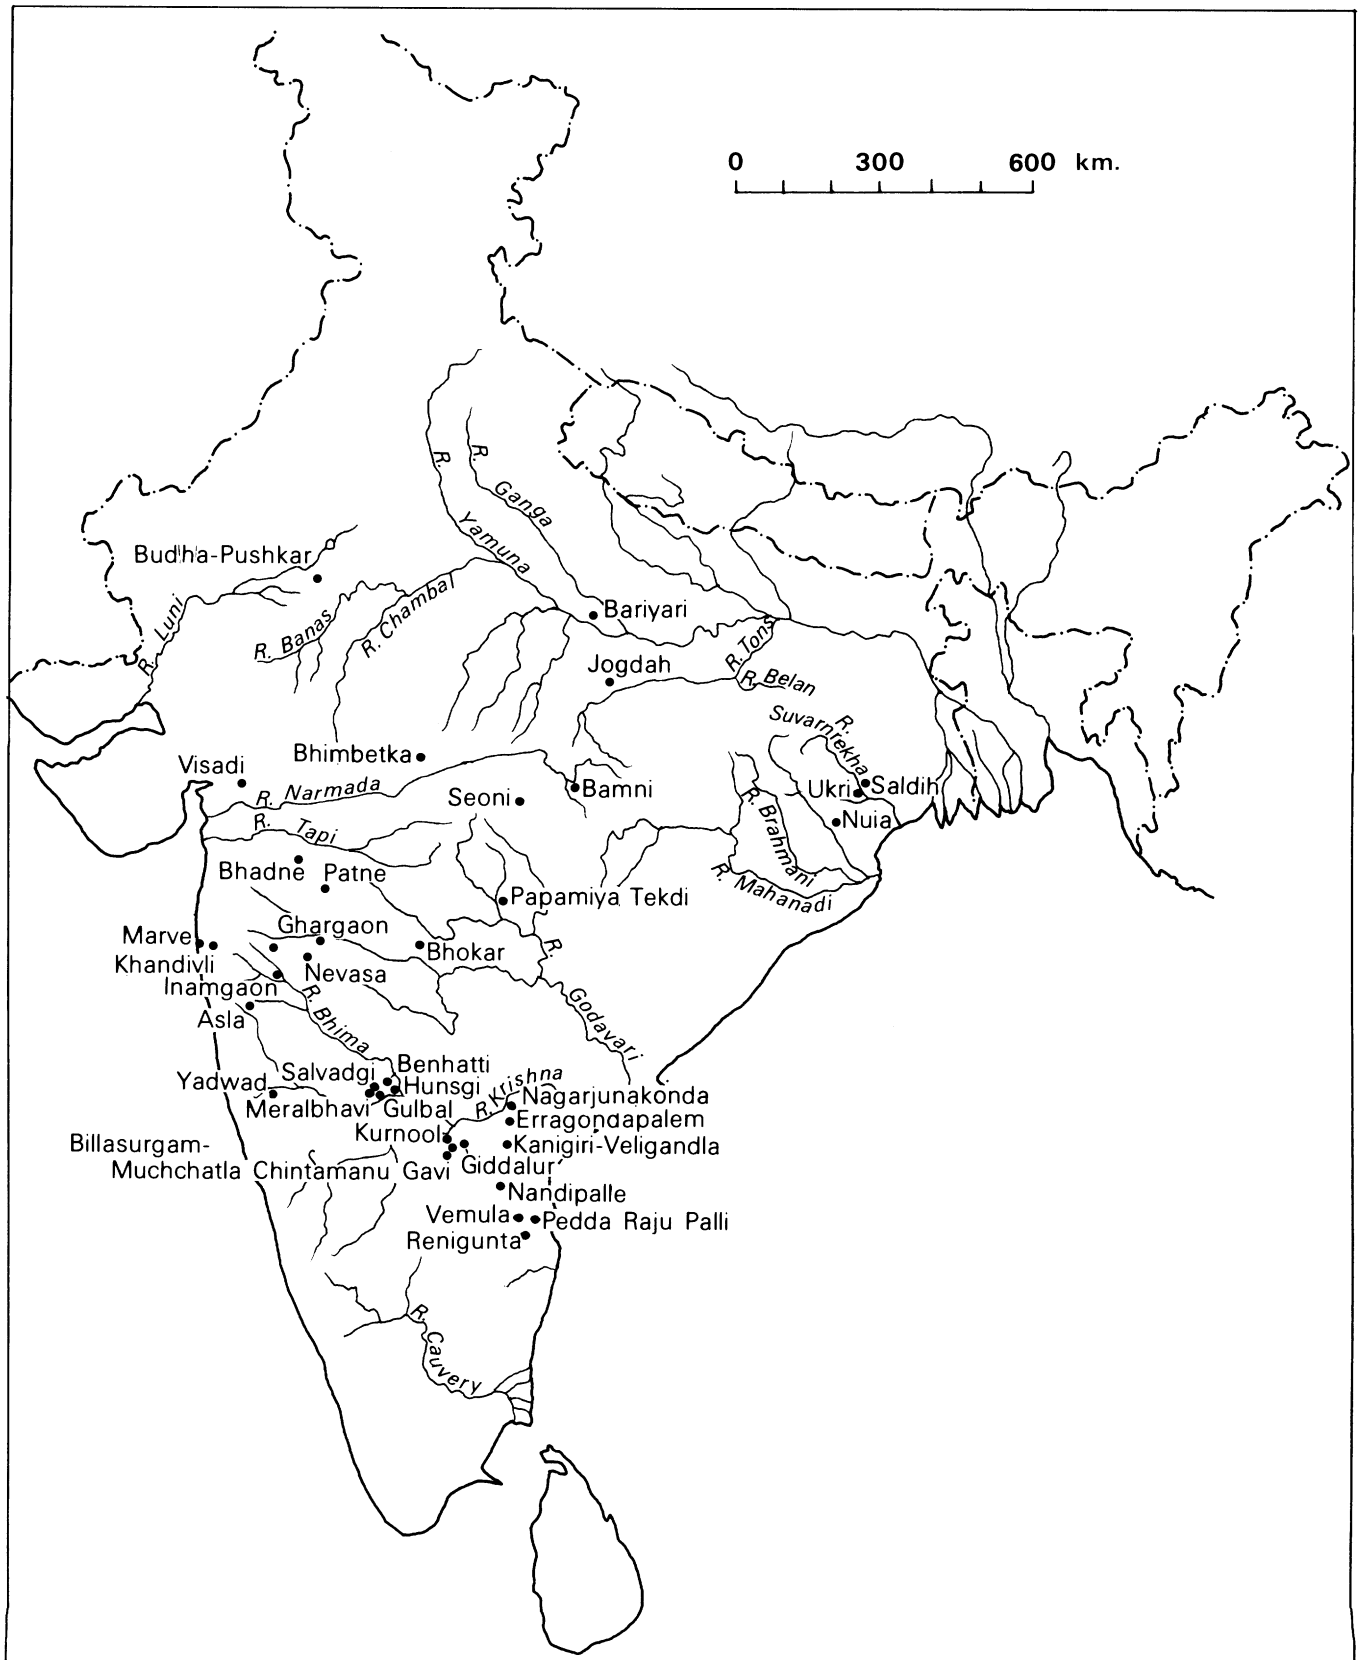 0 300 600 km.
R. Ganga
R. Yamuna
Budha-Pushkar
R. Luni
R. Banas
R. Chambal
Bariyari
R. Tons
Jogdah
R. Belan
R. Suvarnrekha
Visadi
Bhimbetka
R. Narmada
Seoni
Bamni
Ukri
Saldih
Nuia
R. Tapi
R. Brahmani
R. Mahanadi
Bhadne
Patne
Papamiya Tekdi
Marve
Ghargaon
Khandivli
Nevasa
Bhokar
R. Godavari
Inamgaon
Asla
R. Bhima
Salvadgi
Benhatti
Yadwad
Hunsgi
Meralbhavi
Gulbal
R. Krishna
Nagarjunakonda
Erragondapalem
Kurnool
Kanigiri-Veligandla
Billasurgam-
Muchchatla Chintamanu Gavi
Giddalur
Nandipalle
Vemula
Pedda Raju Palli
Renigunta
R. Cauvery